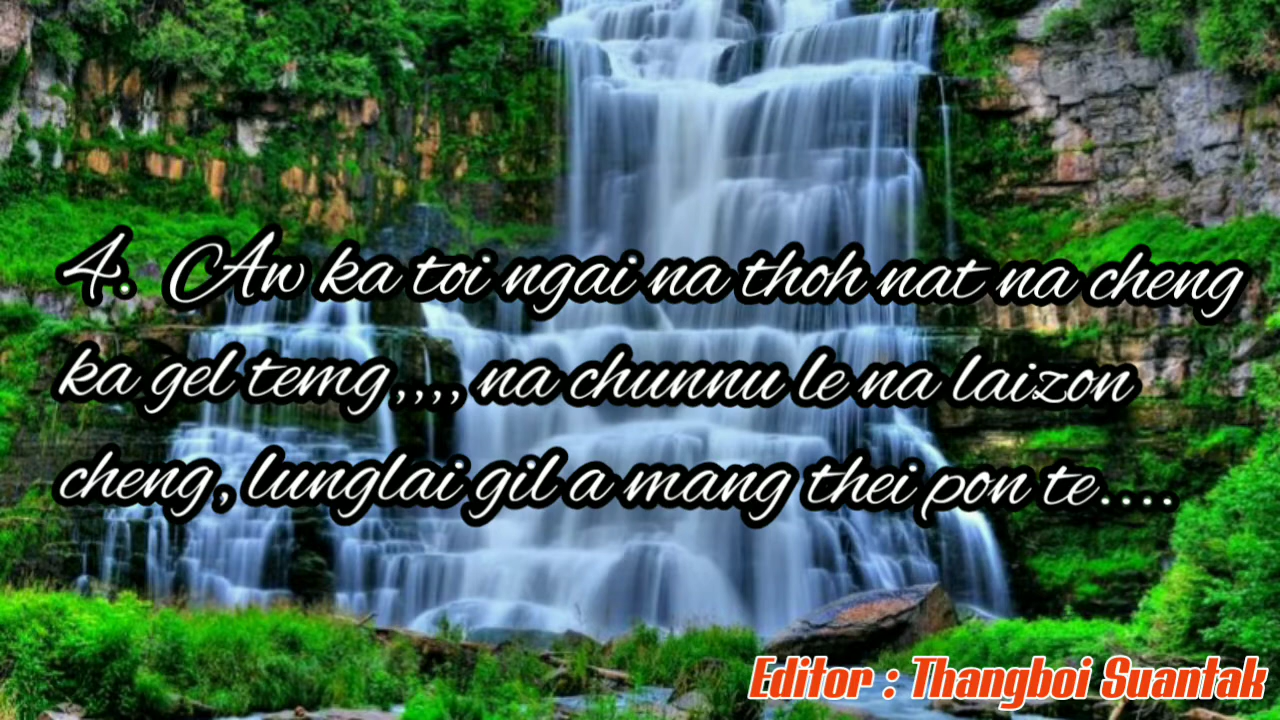 4. Aw ka toi ngai na thoh nat na cheng
ka gel temg,,,, na chunnu le na laizon
cheng, lunglai gil a mang thei pon te....
Editor : Thangboi Suantak